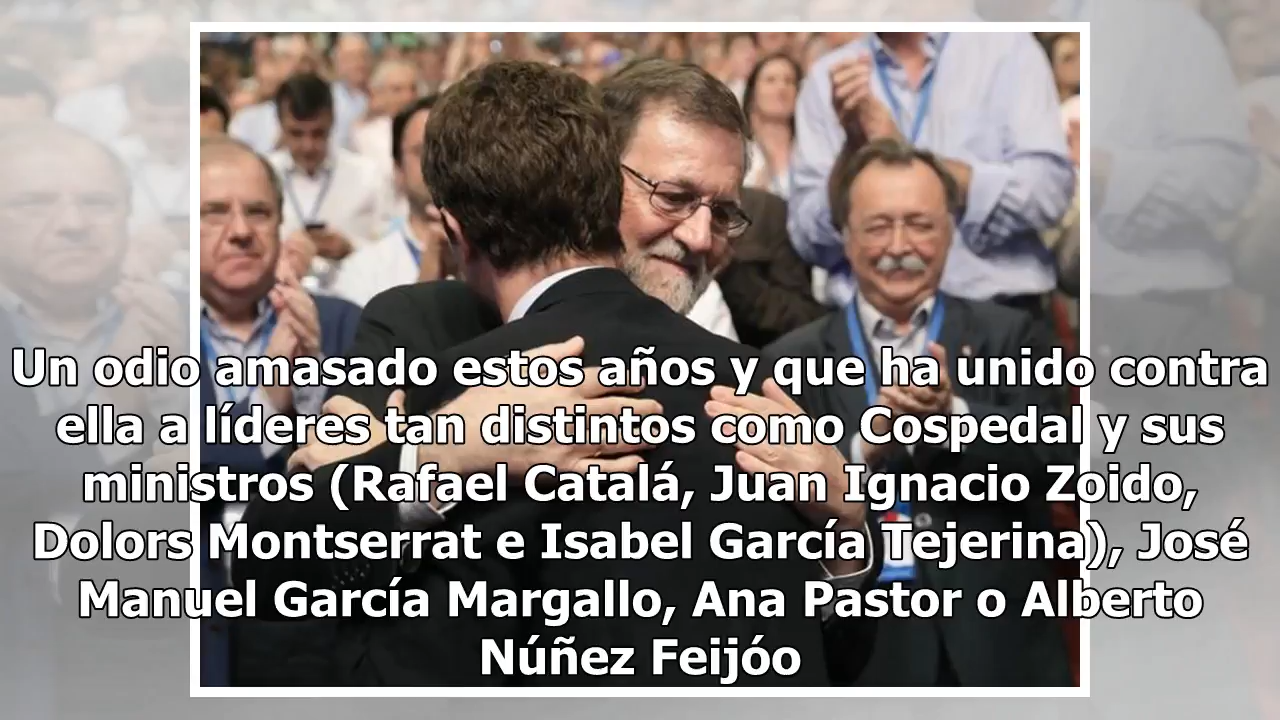 Un odio amasado estos años y que ha unido contra
ella a líderes tan distintos como Cospedal y sus
ministros (Rafael Catalá, Juan Ignacio Zoido,
Dolors Montserrat e Isabel García Tejerina), José
Manuel García Margallo, Ana Pastor o Alberto
Núñez Feijóo